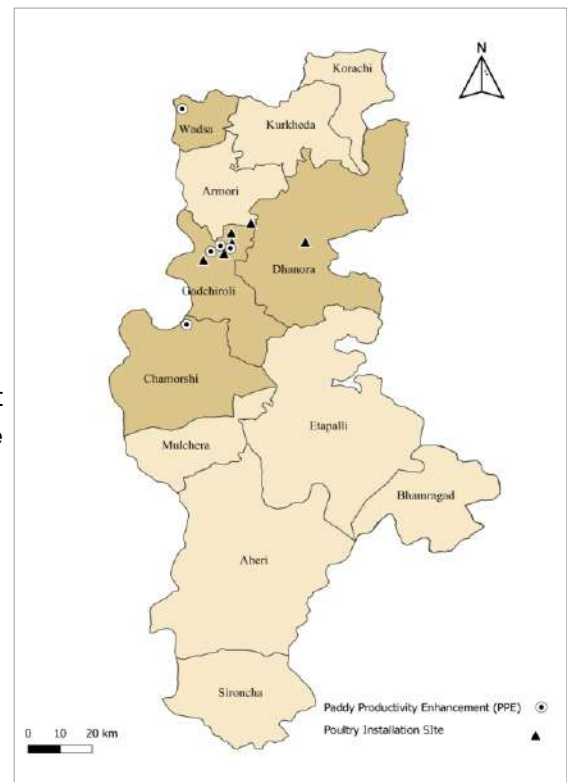 N
Korachi
Wadsa
Kurkheda
Armori
Dhanora
Gadchiroli
Chamorshi
Etapalli
Mulchera
Bhamragad
Aheri
Sironcha
Paddy Productivity Enhancement (PPE)
Poultry Installation SIte
0 10 20 km